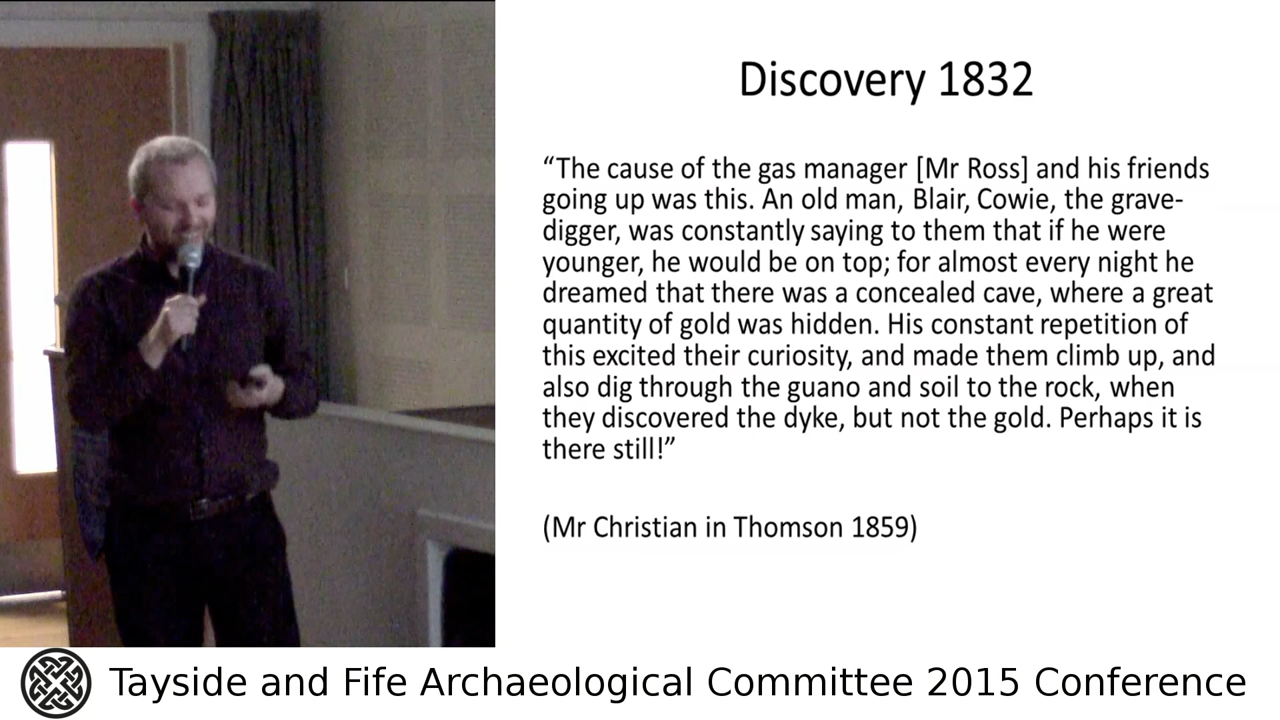 Discovery 1832
“The cause of the gas manager [Mr Ross] and his friends
going up was this. An old man, Blair, Cowie, the grave-
digger, was constantly saying to them that if he were
younger, he would be on top; for almost every night he
dreamed that there was a concealed cave, where a great
quantity of gold was hidden. His constant repetition of
this excited their curiosity, and made them climb up, and
also dig through the guano and soil to the rock, when
they discovered the dyke, but not the gold. Perhaps it is
there still!”
(Mr Christian in Thomson 1859)
Tayside and Fife Archaeological Committee 2015 Conference